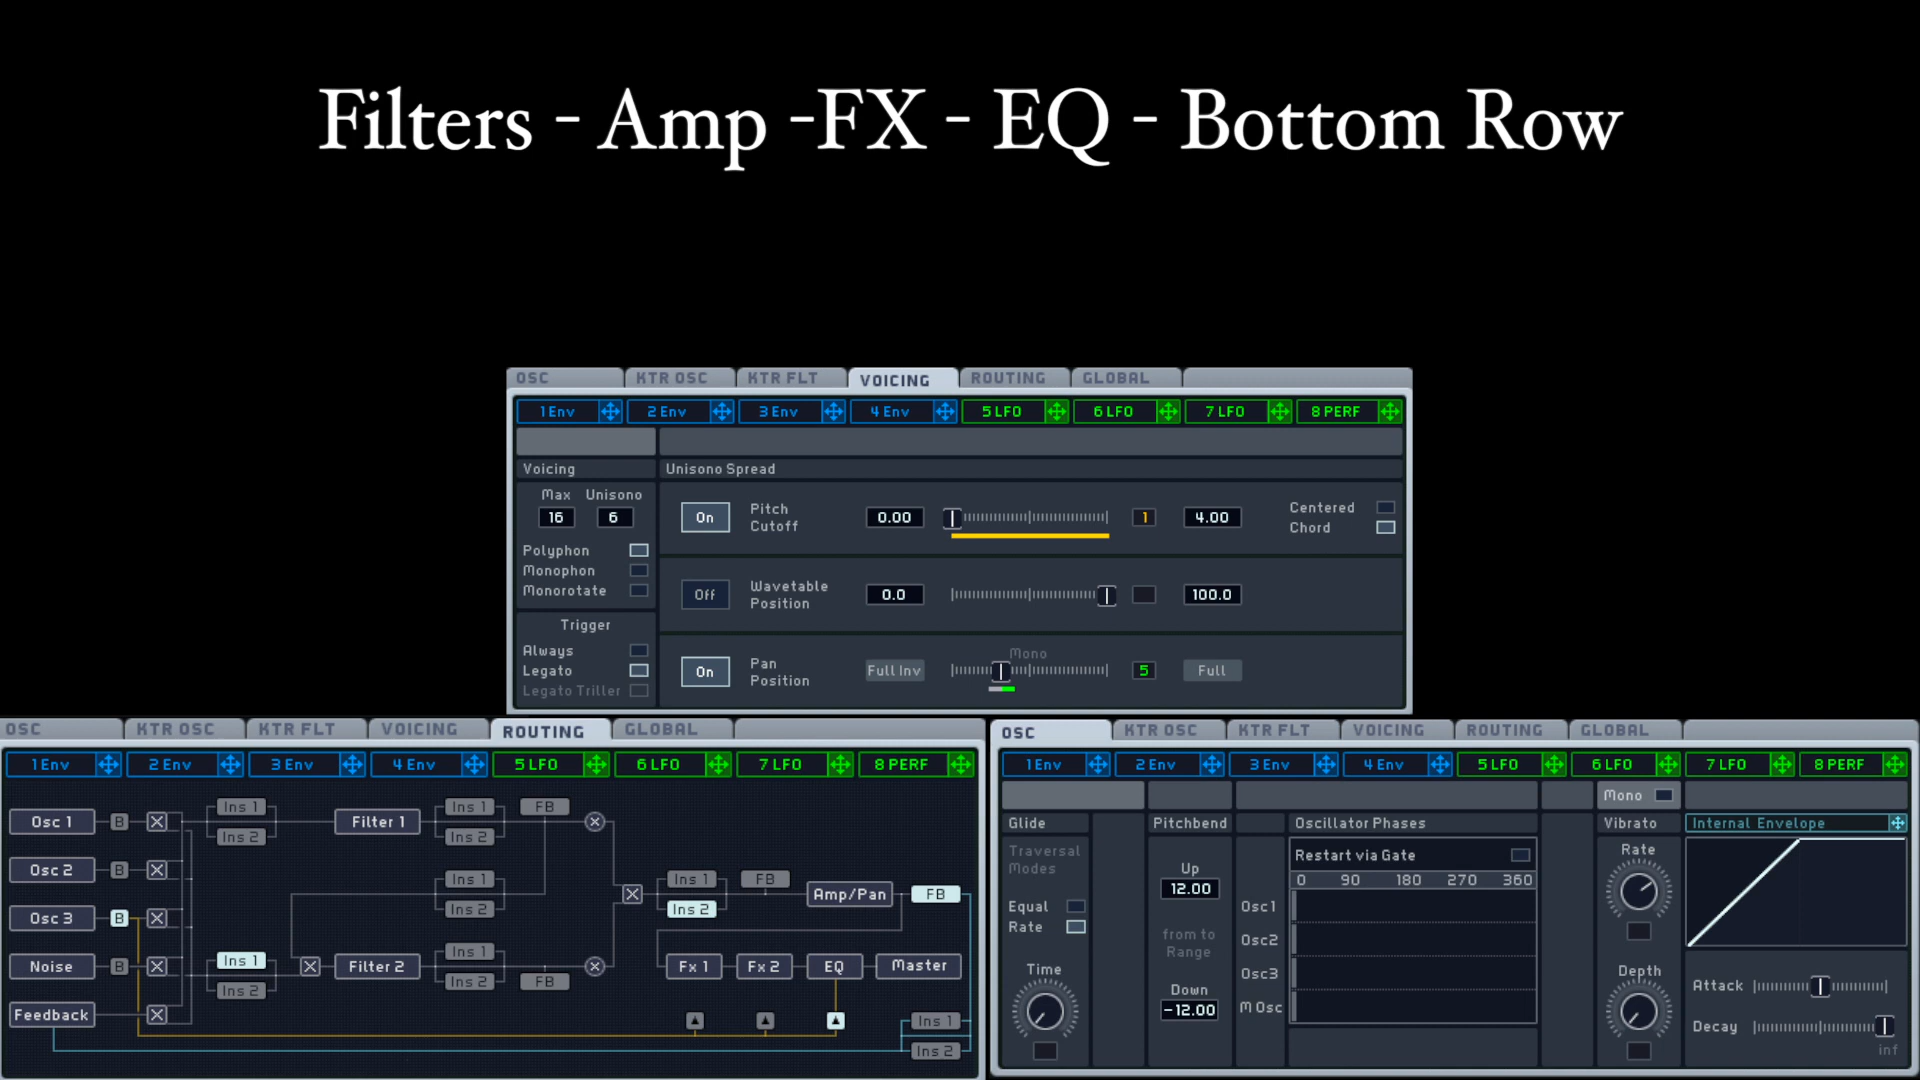 Filters - Amp -FX - EQ - Bottom Row
OSC KTR OSC KTR FLT VOICING ROUTING GLOBAL
1 Env 2 Env 3 Env 4 Env 5 LFO 6 LFO 7 LFO 8 PERF
Voicing Unisono Spread
Max Unisono
16 6
On Pitch Cutoff 0.00 1 4.00
Centered
Chord
Polyphon
Monophon
Monorotate
Off Wavetable Position 0.0 100.0
Trigger
Always
Legato
Legato Triller
Mono
On Pan Position Full Inv 5 Full
OSC KTR OSC KTR FLT VOICING ROUTING GLOBAL
1 Env 2 Env 3 Env 4 Env 5 LFO 6 LFO 7 LFO 8 PERF
Ins 1 Ins 1 FB
Osc 1 B Filter 1
Ins 2 Ins 2
Osc 2 B
Ins 1 Ins 1 FB
Amp/Pan FB
Ins 2 Ins 2
Osc 3 B
Ins 1 Ins 1
Noise B Filter 2 Fx 1 Fx 2 EQ Master
Ins 2 Ins 2 FB
Feedback
Ins 1
Ins 2
OSC KTR OSC KTR FLT VOICING ROUTING GLOBAL
1 Env 2 Env 3 Env 4 Env 5 LFO 6 LFO 7 LFO 8 PERF
Mono
Glide Pitchbend Oscillator Phases Vibrato Internal Envelope
Traversal
Modes
Equal
Rate
Time
Up
12.00
from to
Range
Down
-12.00
Restart via Gate
0 90 180 270 360
Osc1
Osc2
Osc3
M Osc
Rate
Depth
Attack
Decay
inf